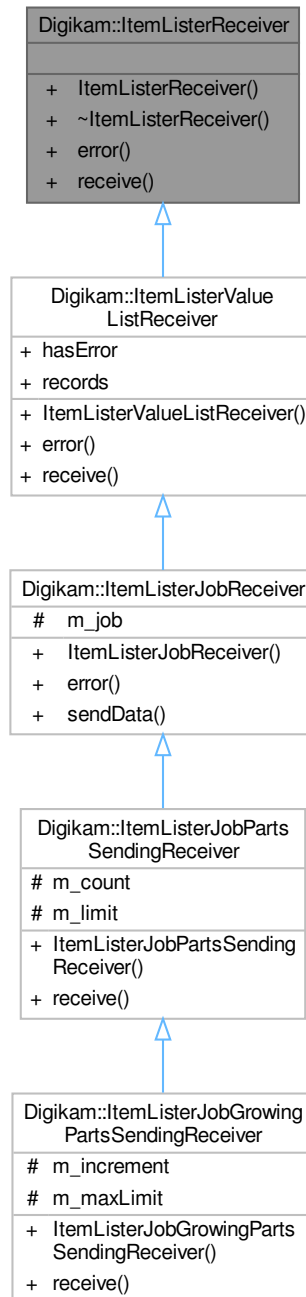 Digikam::ItemListerReceiver
+ ItemListerReceiver()
+ ~ItemListerReceiver()
+ error()
+ receive()
Digikam::ItemListerValue
ListReceiver
+ hasError
+ records
+ ItemListerValueListReceiver()
+ error()
+ receive()
Digikam::ItemListerJobReceiver
# m_job
+ ItemListerJobReceiver()
+ error()
+ sendData()
Digikam::ItemListerJobParts
SendingReceiver
# m_count
# m_limit
+ ItemListerJobPartsSending
Receiver()
+ receive()
Digikam::ItemListerJobGrowing
PartsSendingReceiver
# m_increment
# m_maxLimit
+ ItemListerJobGrowingParts
SendingReceiver()
+ receive()